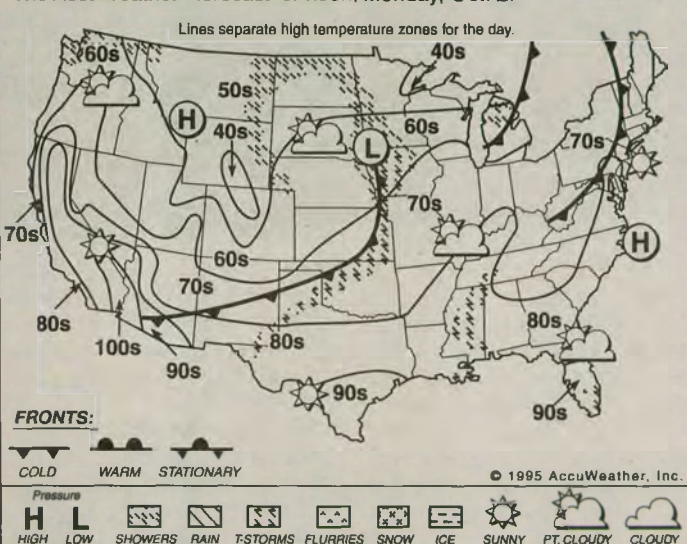 Lines separate high temperature zones for the day.
60s
40s
50s
H
40s
60s
L
70s
70s
70s
H
60s
70s
80s
100s
90s
80s
80s
90s
90s
FRONTS:
COLD WARM STATIONARY
© 1995 AccuWeather, Inc.
Pressure
H L
HIGH LOW SHOWERS RAIN T-STORMS FLURRIES SNOW ICE SUNNY PT. CLOUDY CLOUDY